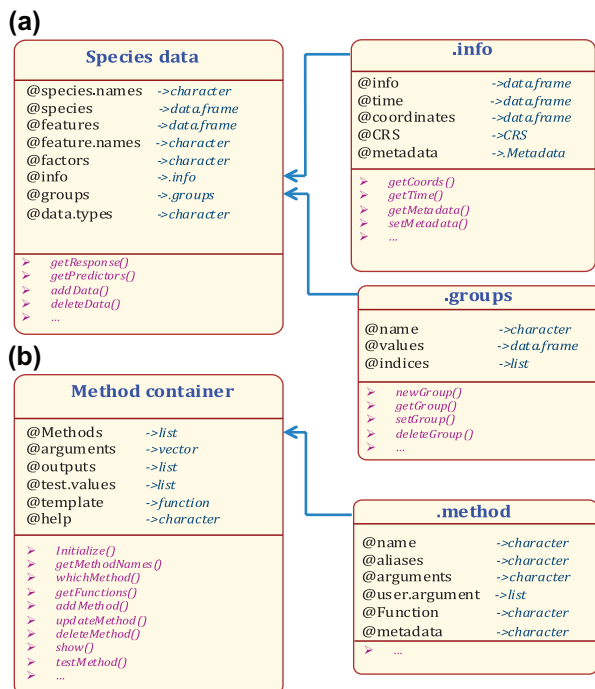 (a)
Species data
@species.names ->character
@species ->data.frame
@features ->data.frame
@feature.names ->character
@factors ->character
@info ->.info
@groups ->.groups
@data.types ->character
➢ getResponse()
➢ getPredictors()
➢ addData()
➢ deleteData()
➢ ...
.info
@info ->data.frame
@time ->data.frame
@coordinates ->data.frame
@CRS ->CRS
@metadata ->.Metadata
➢ getCoords()
➢ getTime()
➢ getMetadata()
➢ setMetadata()
➢ ...
.groups
@name ->character
@values ->data.frame
@indices ->list
➢ newGroup()
➢ getGroup()
➢ setGroup()
➢ deleteGroup()
➢ ...
(b)
Method container
@Methods ->list
@arguments ->vector
@outputs ->list
@test.values ->list
@template ->function
@help ->character
➢ Initialize()
➢ getMethodNames()
➢ whichMethod()
➢ getFunctions()
➢ addMethod()
➢ updateMethod()
➢ deleteMethod()
➢ show()
➢ testMethod()
➢ ...
.method
@name ->character
@aliases ->character
@arguments ->character
@user.argument ->list
@Function ->character
@metadata ->character
➢ ...